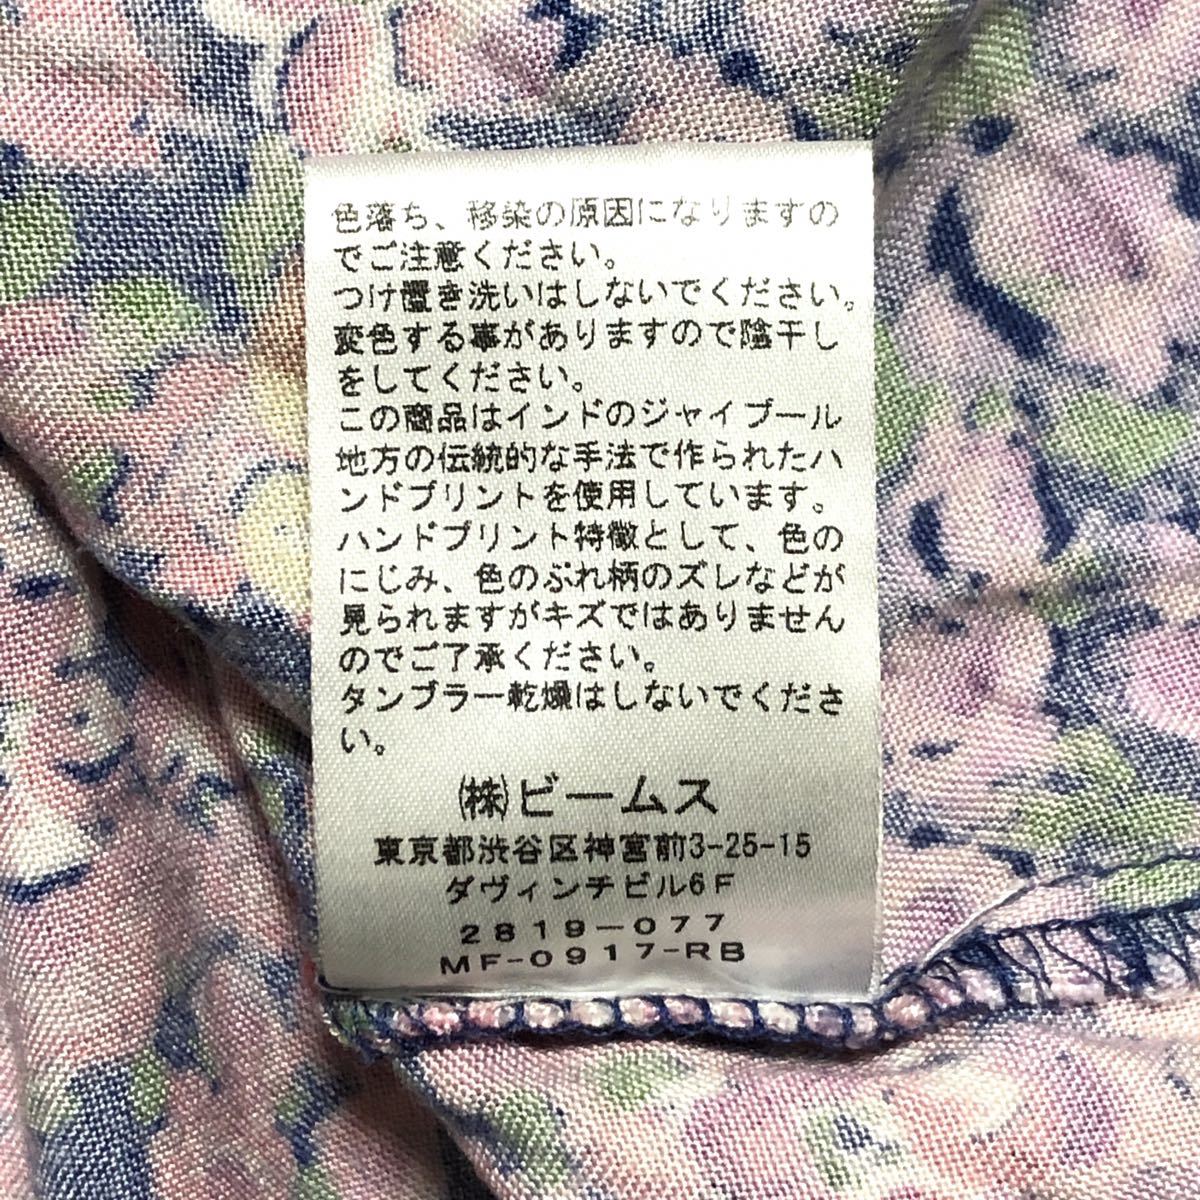 色落ち、移染の原因になりますの
でご注意ください。
つけ置き洗いはしないでください。
変色する事がありますので陰干し
をしてください。
この商品はインドのジャイプール
地方の伝統的な手法で作られたハ
ンドプリントを使用しています。
ハンドプリント特徴として、色の
にじみ、色のぶれ柄のズレなどが
見られますがキズではありません
のでご了承ください。
タンブラー乾燥はしないでくださ
い。
㈱ビームス
東京都渋谷区神宮前3-25-15
ダヴィンチビル6F
2819-077
MF-0917-RB